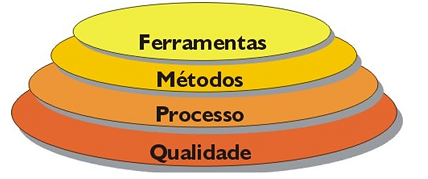 Ferramentas
Métodos
Processo
Qualidade